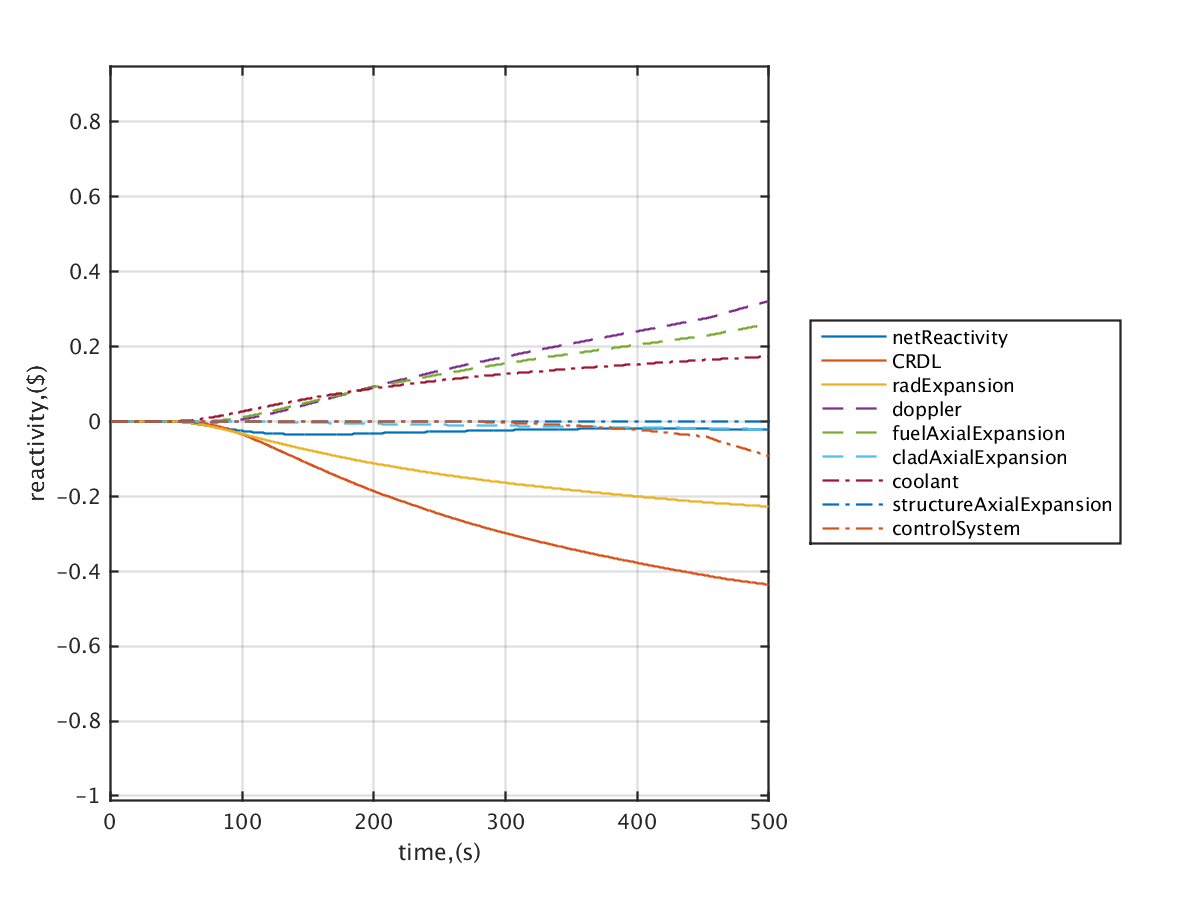 0.8
0.6
0.4
0.2
0
-0.2
-0.4
-0.6
-0.8
-1
reactivity,($)
0 100 200 300 400 500
time,(s)
netReactivity
CRDL
radExpansion
doppler
fuelAxialExpansion
cladAxialExpansion
coolant
structureAxialExpansion
controlSystem